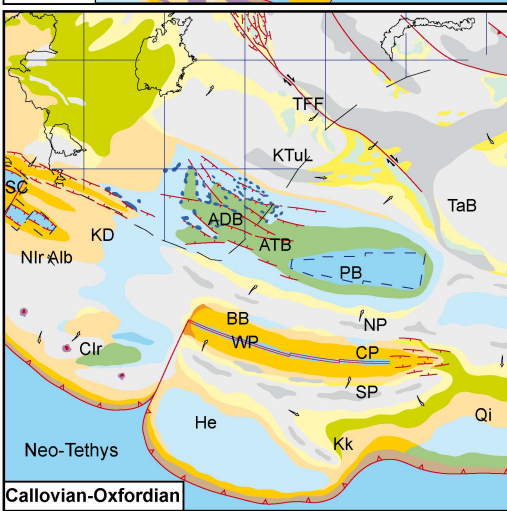 TFF
KTuL
SC
TaB
ADB
KD
ATB
NIr Alb
PB
BB
NP
WP
CIr
CP
SP
He
Qi
Kk
Neo-Tethys
Callovian-Oxfordian